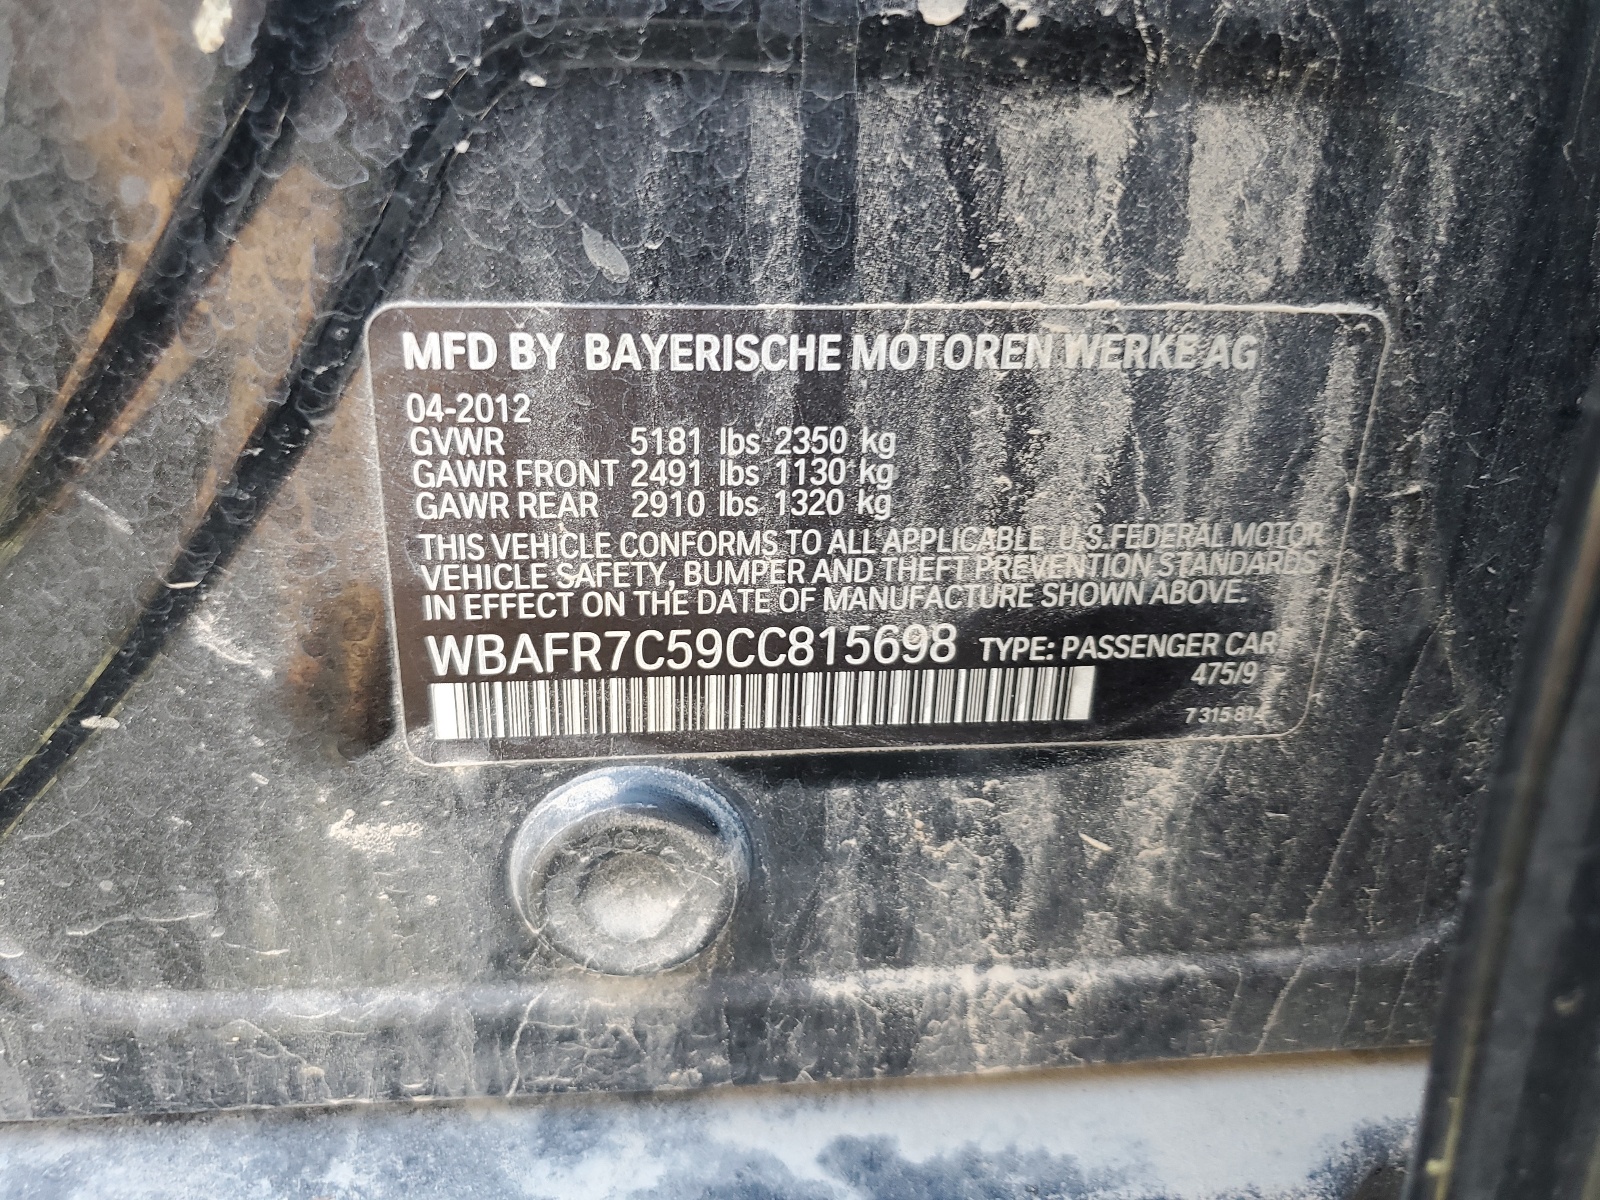 MFD BY BAYERISCHE MOTOREN WERKE AG
04-2012
GVWR 5181 lbs 2350 kg
GAWR FRONT 2491 lbs 1130 kg
GAWR REAR 2910 lbs 1320 kg
THIS VEHICLE CONFORMS TO ALL APPLICABLE U.S. FEDERAL MOTOR
VEHICLE SAFETY, BUMPER AND THEFT PREVENTION STANDARDS
IN EFFECT ON THE DATE OF MANUFACTURE SHOWN ABOVE.
WBAFR7C59CC815698 TYPE: PASSENGER CAR
475/9